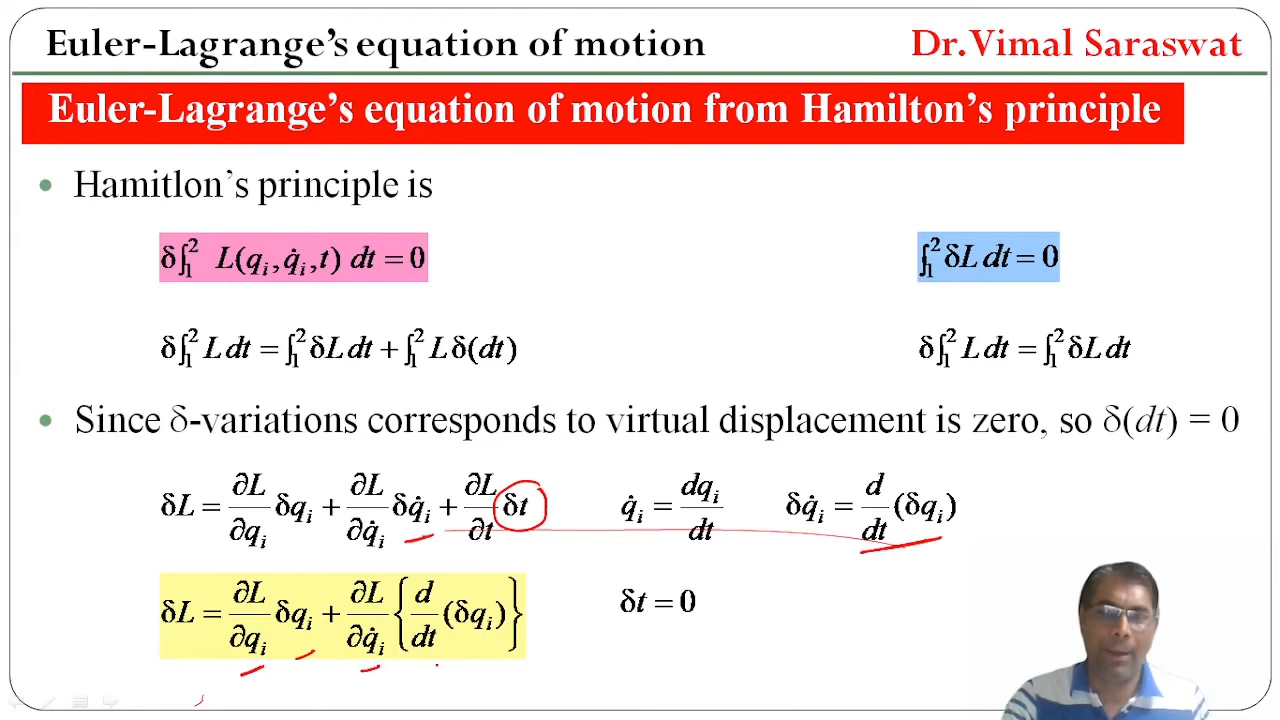 Euler-Lagrange's equation of motion Dr.Vimal Saraswat
Euler-Lagrange's equation of motion from Hamilton's principle
• Hamitlon's principle is
δ∫₁² L(qᵢ, q̇ᵢ, t) dt = 0 ∫₁² δL dt = 0
δ∫₁² L dt = ∫₁² δL dt + ∫₁² Lδ(dt) δ∫₁² L dt = ∫₁² δL dt
• Since δ-variations corresponds to virtual displacement is zero, so δ(dt) = 0
δL = ∂L/∂qᵢ δqᵢ + ∂L/∂q̇ᵢ δq̇ᵢ + ∂L/∂t δt q̇ᵢ = dqᵢ/dt δq̇ᵢ = d/dt (δqᵢ)
δL = ∂L/∂qᵢ δqᵢ + ∂L/∂q̇ᵢ {d/dt (δqᵢ)} δt = 0